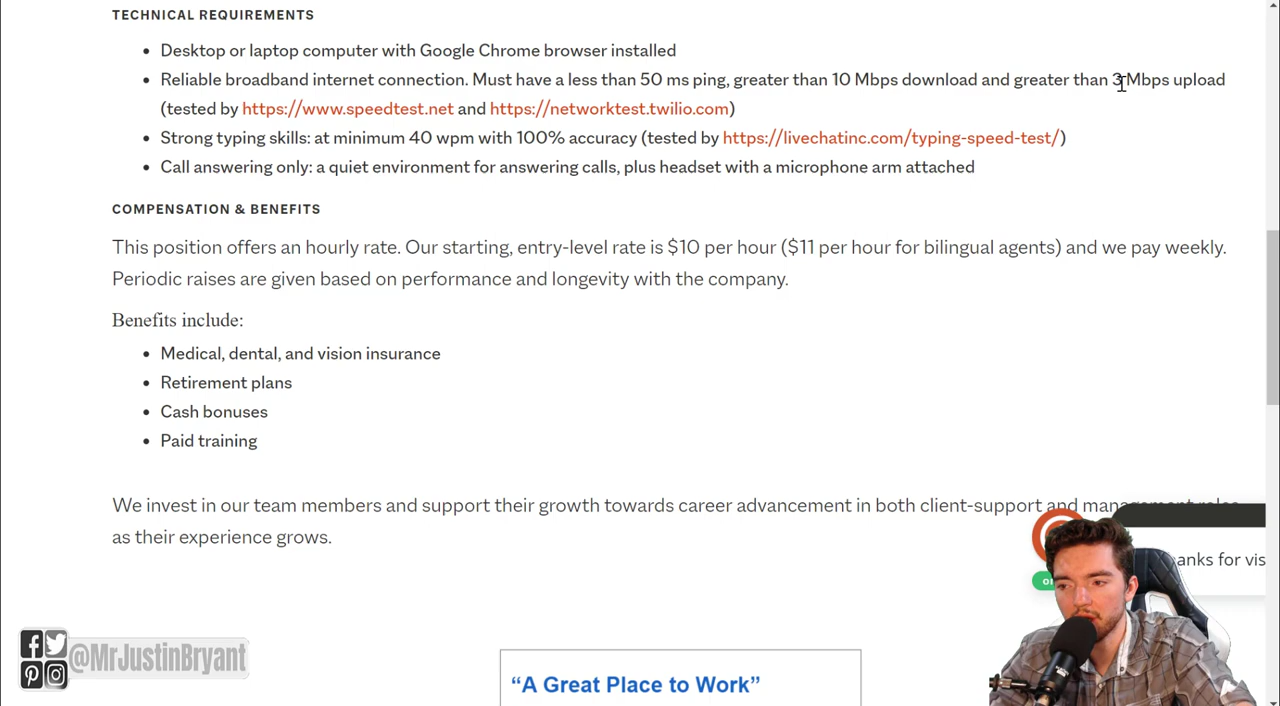 TECHNICAL REQUIREMENTS
• Desktop or laptop computer with Google Chrome browser installed
• Reliable broadband internet connection. Must have a less than 50 ms ping, greater than 10 Mbps download and greater than 3 Mbps upload
(tested by https://www.speedtest.net and https://networktest.twilio.com)
• Strong typing skills: at minimum 40 wpm with 100% accuracy (tested by https://livechatinc.com/typing-speed-test/)
• Call answering only: a quiet environment for answering calls, plus headset with a microphone arm attached
COMPENSATION & BENEFITS
This position offers an hourly rate. Our starting, entry-level rate is $10 per hour ($11 per hour for bilingual agents) and we pay weekly.
Periodic raises are given based on performance and longevity with the company.
Benefits include:
• Medical, dental, and vision insurance
• Retirement plans
• Cash bonuses
• Paid training
We invest in our team members and support their growth towards career advancement in both client-support and management roles
as their experience grows.
anks for vis
@MrJustinBryant
“A Great Place to Work”